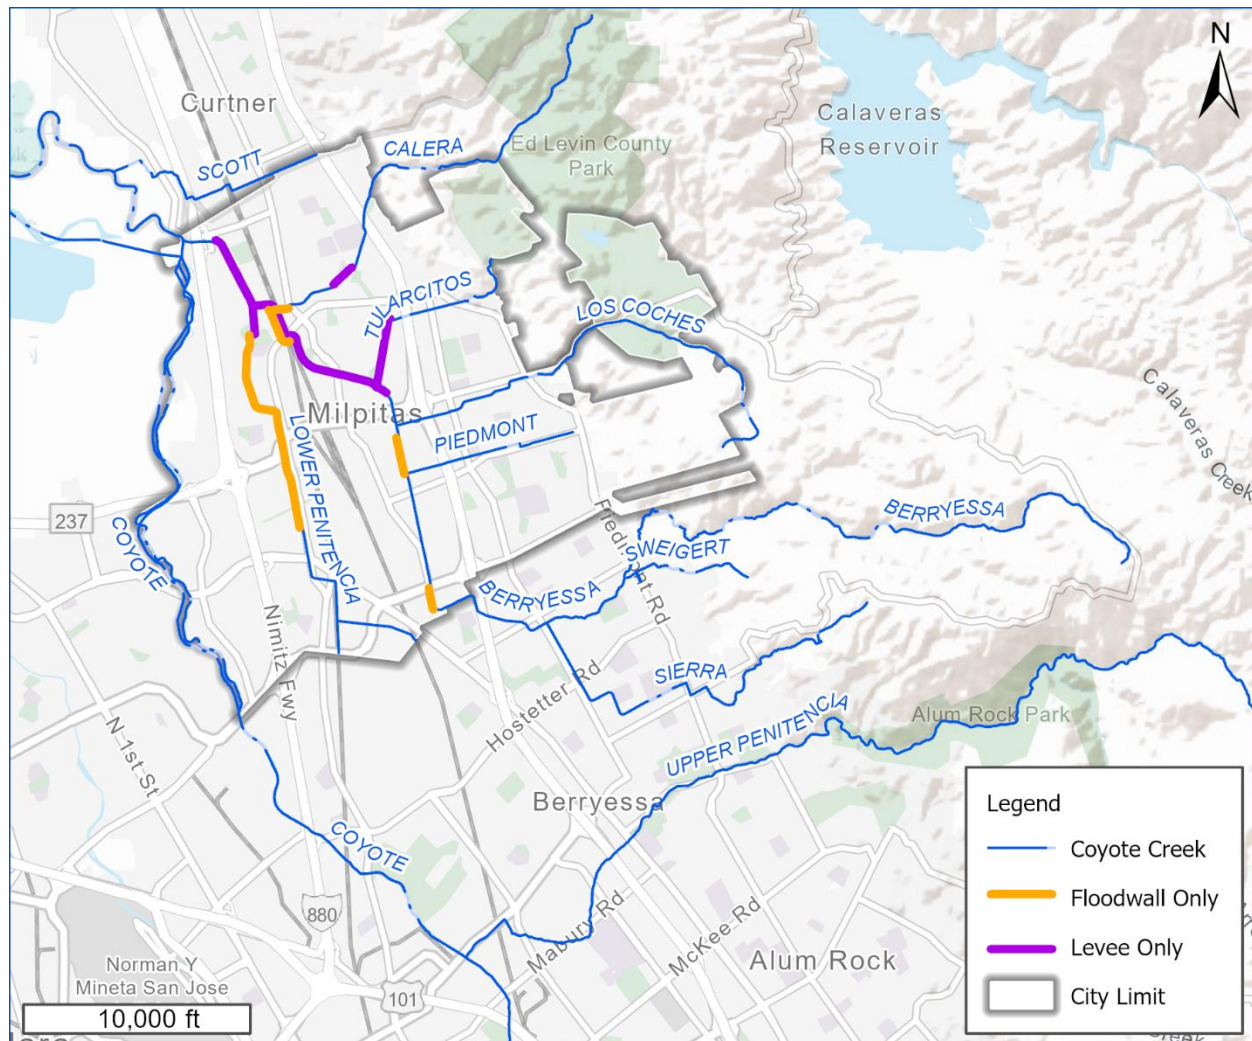 N
Curtner
Calaveras
Reservoir
CALERA
Ed Levin County
Park
SCOTT
TULARCITOS
LOS COCHES
Calaveras Creek
Milpitas
PIEDMONT
LOWER PENITENCIA
237
BERRYESSA
Piedmont Rd
SWEIGERT
COYOTE
BERRYESSA
Nimitz Fwy
SIERRA
Hostetter Rd
N 1st St
UPPER PENITENCIA
Alum Rock Park
Berryessa
COYOTE
880
Mabury Rd
McKee Rd
Alum Rock
Norman Y
Mineta San Jose
101
10,000 ft
Legend
Coyote Creek
Floodwall Only
Levee Only
City Limit
Creek